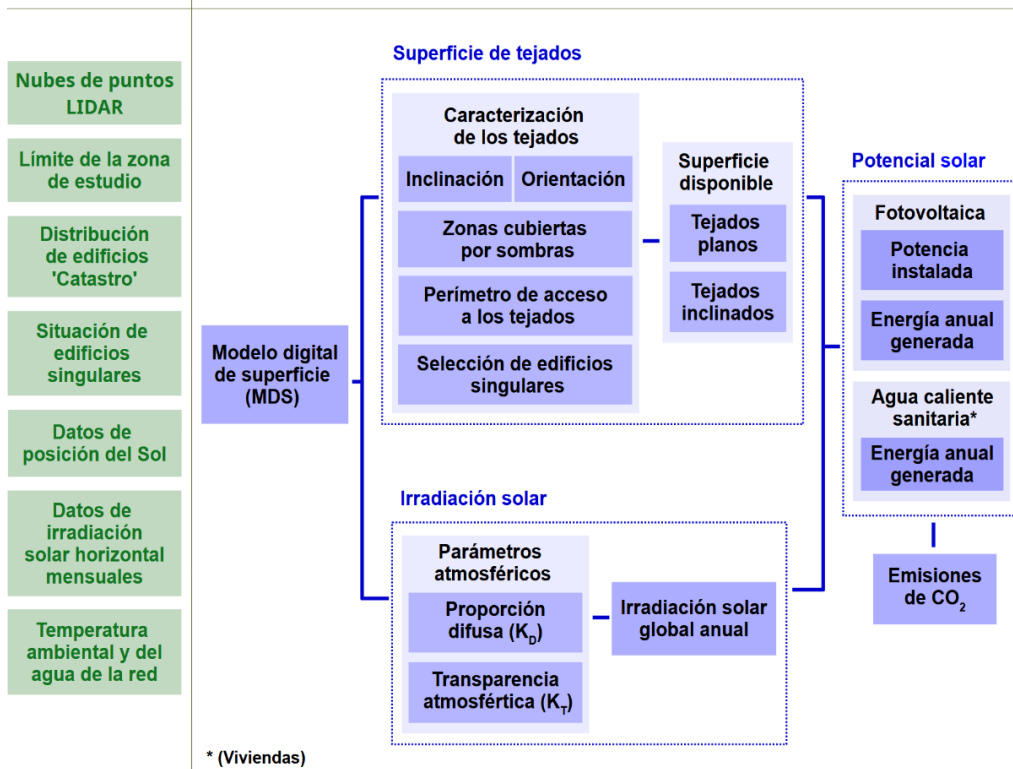 Nubes de puntos
LIDAR
Límite de la zona
de estudio
Distribución
de edificios
'Catastro'
Situación de
edificios
singulares
Datos de
posición del Sol
Datos de
irradiación
solar horizontal
mensuales
Temperatura
ambiental y del
agua de la red
Modelo digital
de superficie
(MDS)
Superficie de tejados
Caracterización
de los tejados
Inclinación
Orientación
Zonas cubiertas
por sombras
Perímetro de acceso
a los tejados
Selección de edificios
singulares
Superficie
disponible
Tejados
planos
Tejados
inclinados
Irradiación solar
Parámetros
atmosféricos
Proporción
difusa (K_D)
Transparencia
atmosfértica (K_T)
Irradiación solar
global anual
Potencial solar
Fotovoltaica
Potencia
instalada
Energía anual
generada
Agua caliente
sanitaria*
Energía anual
generada
Emisiones
de CO₂
* (Viviendas)